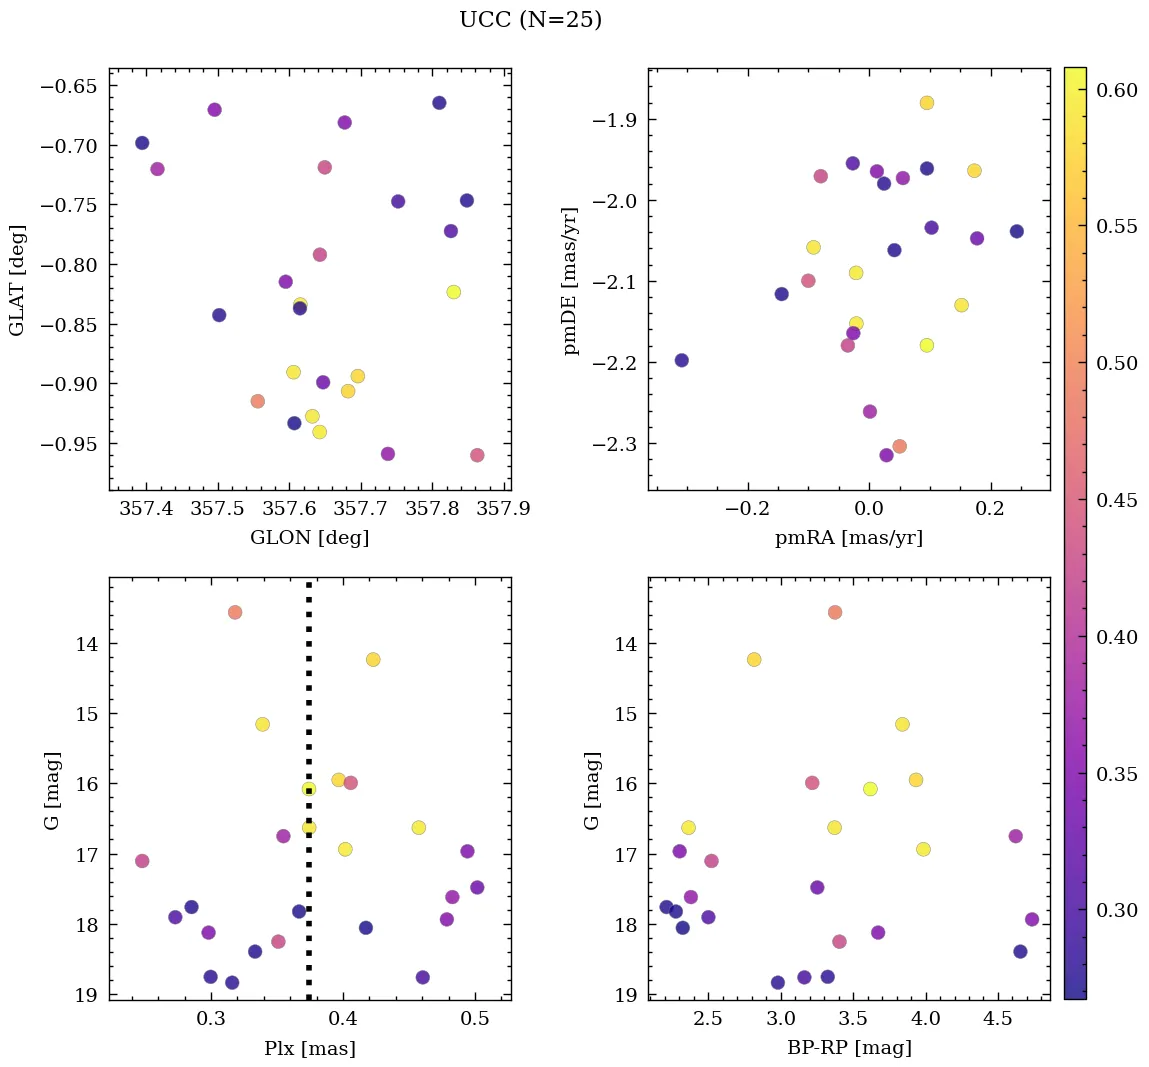 UCC (N=25)
−0.65
−0.70
−0.75
−0.80
−0.85
−0.90
−0.95
GLAT [deg]
357.4 357.5 357.6 357.7 357.8 357.9
GLON [deg]
−1.9
−2.0
−2.1
−2.2
−2.3
pmDE [mas/yr]
−0.2 0.0 0.2
pmRA [mas/yr]
0.60
0.55
0.50
0.45
0.40
0.35
0.30
14
15
16
17
18
19
G [mag]
0.3 0.4 0.5
Plx [mas]
14
15
16
17
18
19
G [mag]
2.5 3.0 3.5 4.0 4.5
BP-RP [mag]